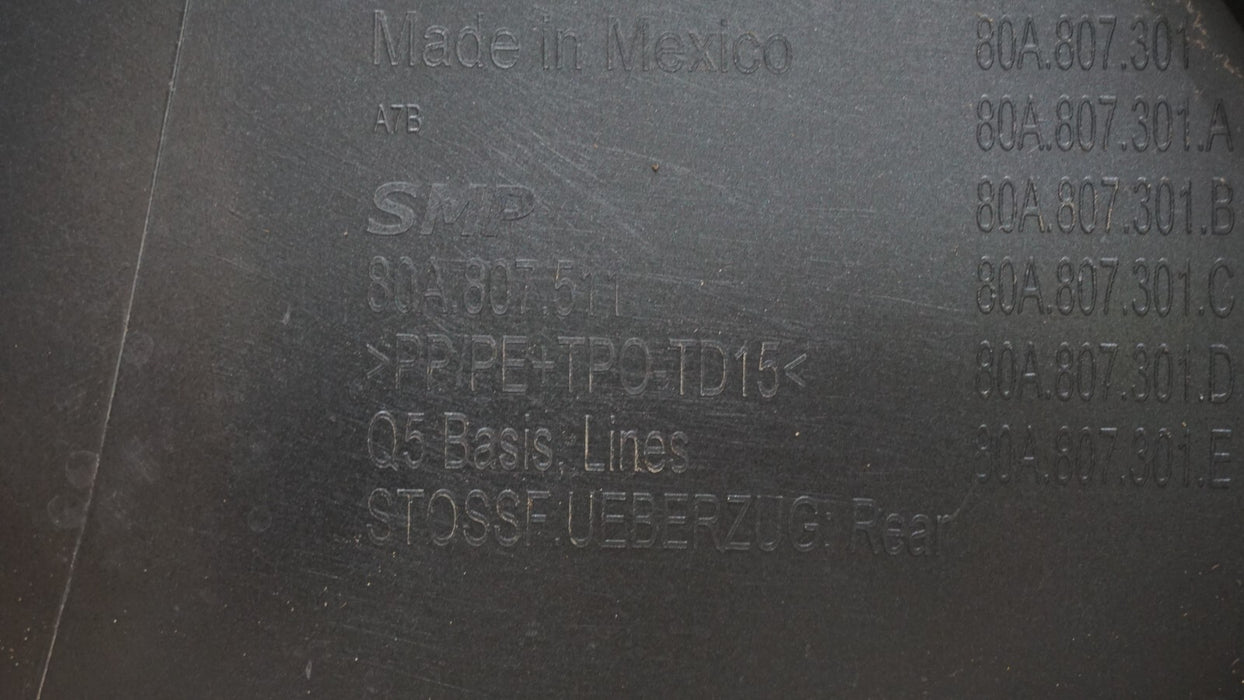 Made in Mexico
A7B
SMP
80A.807.511
>PP/PE+TPO-TD15<
Q5 Basis, Lines
STOSSF.UEBERZUG: Rear
80A.807.301
80A.807.301.A
80A.807.301.B
80A.807.301.C
80A.807.301.D
80A.807.301.E